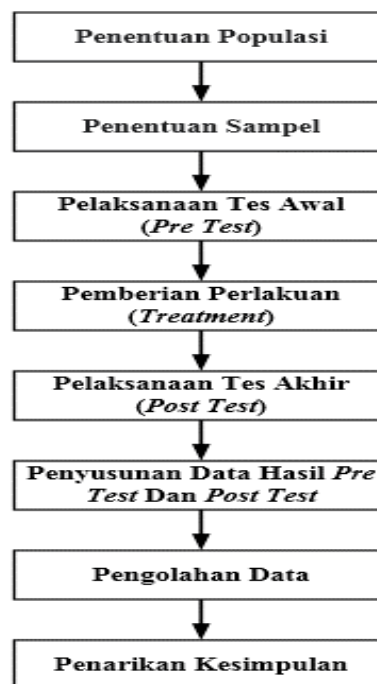 Penentuan Populasi
Penentuan Sampel
Pelaksanaan Tes Awal
(Pre Test)
Pemberian Perlakuan
(Treatment)
Pelaksanaan Tes Akhir
(Post Test)
Penyusunan Data Hasil Pre
Test Dan Post Test
Pengolahan Data
Penarikan Kesimpulan